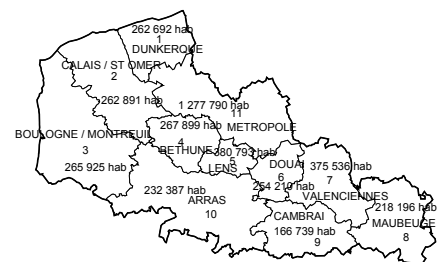 262 692 hab
1
DUNKERQUE
CALAIS / ST OMER
2
262 891 hab
1 277 790 hab
11
METROPOLE
BOULOGNE / MONTREUIL
3
265 925 hab
267 899 hab
4
BETHUNE
380 793 hab
5
LENS
DOUAI
6
254 219 hab
375 536 hab
7
VALENCIENNES
232 387 hab
ARRAS
10
CAMBRAI
166 739 hab
9
218 196 hab
MAUBEUGE
8